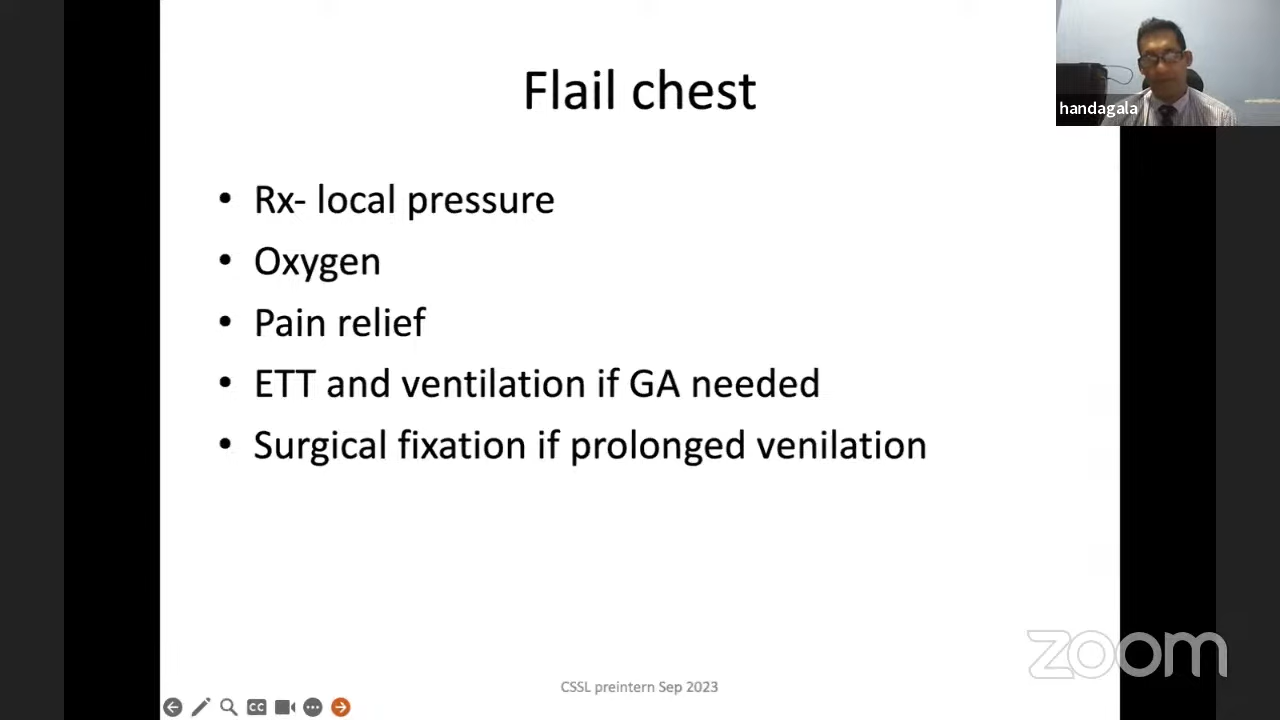 Flail chest
handagala
• Rx- local pressure
• Oxygen
• Pain relief
• ETT and ventilation if GA needed
• Surgical fixation if prolonged venilation
zoom
CSSL preintern Sep 2023
CC